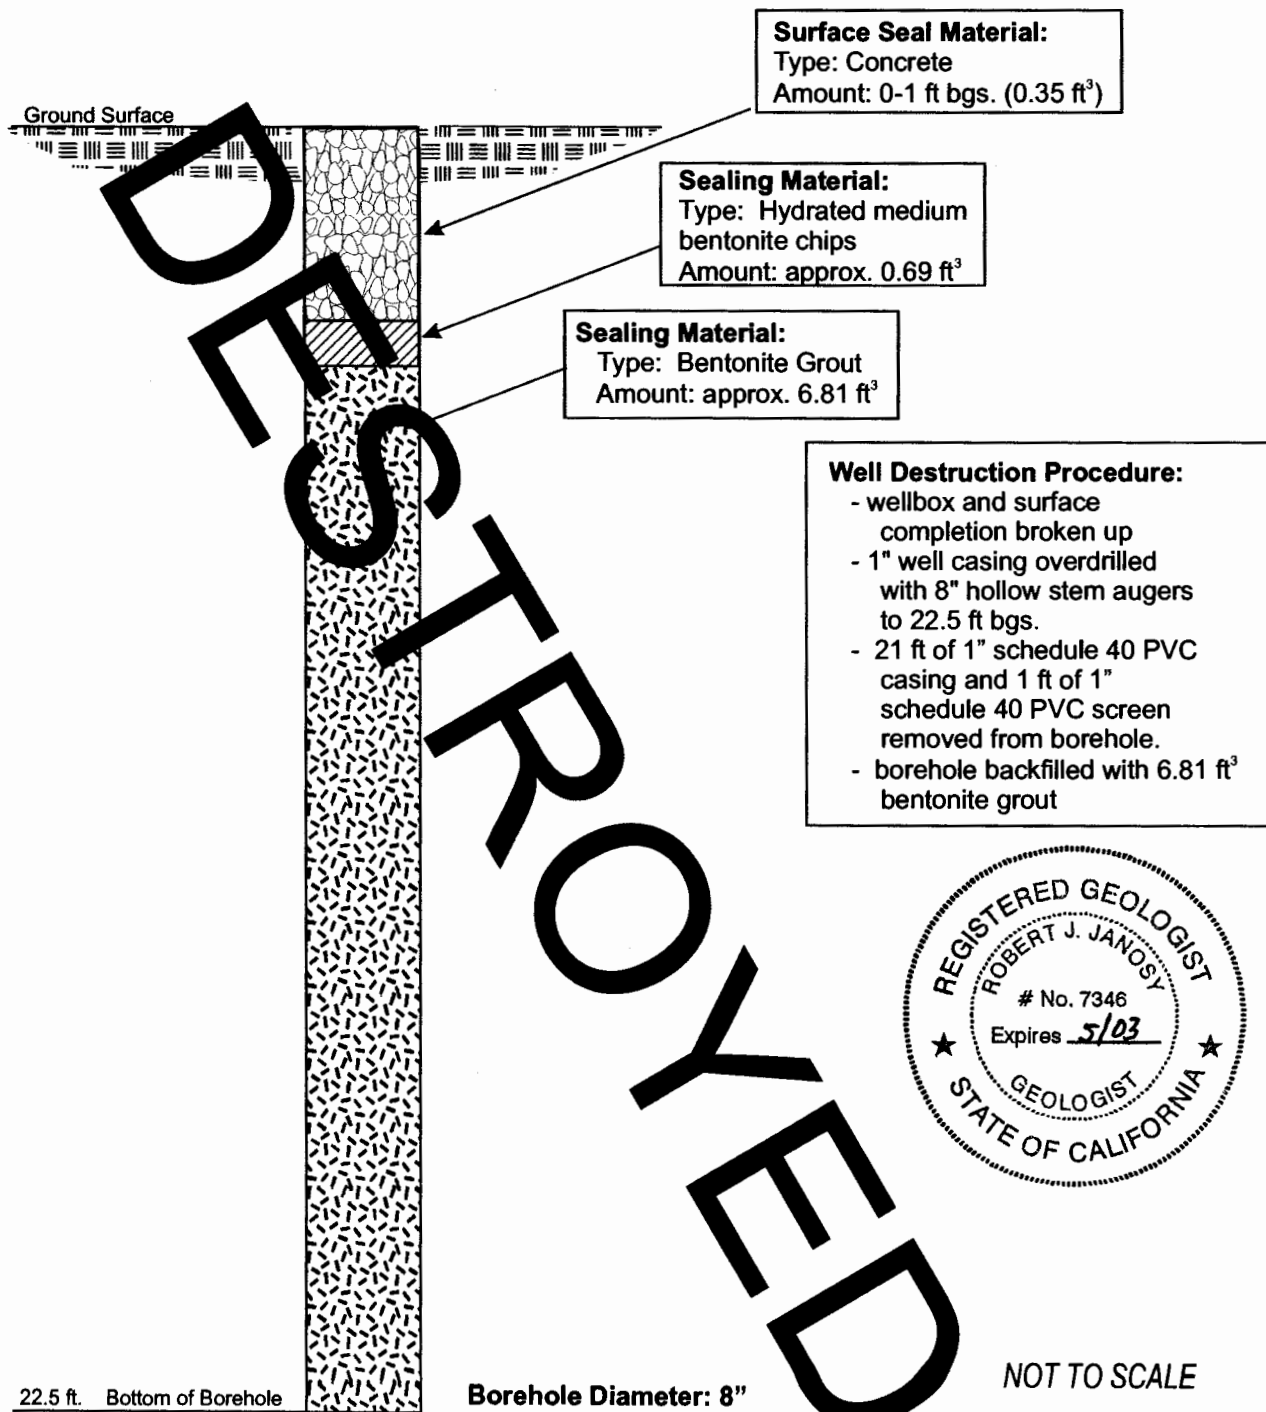 Surface Seal Material:
Type: Concrete
Amount: 0-1 ft bgs. (0.35 ft³)
Ground Surface
Sealing Material:
Type: Hydrated medium
bentonite chips
Amount: approx. 0.69 ft³
Sealing Material:
Type: Bentonite Grout
Amount: approx. 6.81 ft³
DESTROYED
Well Destruction Procedure:
- wellbox and surface
completion broken up
- 1" well casing overdrilled
with 8" hollow stem augers
to 22.5 ft bgs.
- 21 ft of 1" schedule 40 PVC
casing and 1 ft of 1"
schedule 40 PVC screen
removed from borehole.
- borehole backfilled with 6.81 ft³
bentonite grout
REGISTERED GEOLOGIST
ROBERT J. JANOSY
# No. 7346
Expires 5/03
GEOLOGIST
STATE OF CALIFORNIA
22.5 ft. Bottom of Borehole
Borehole Diameter: 8"
NOT TO SCALE